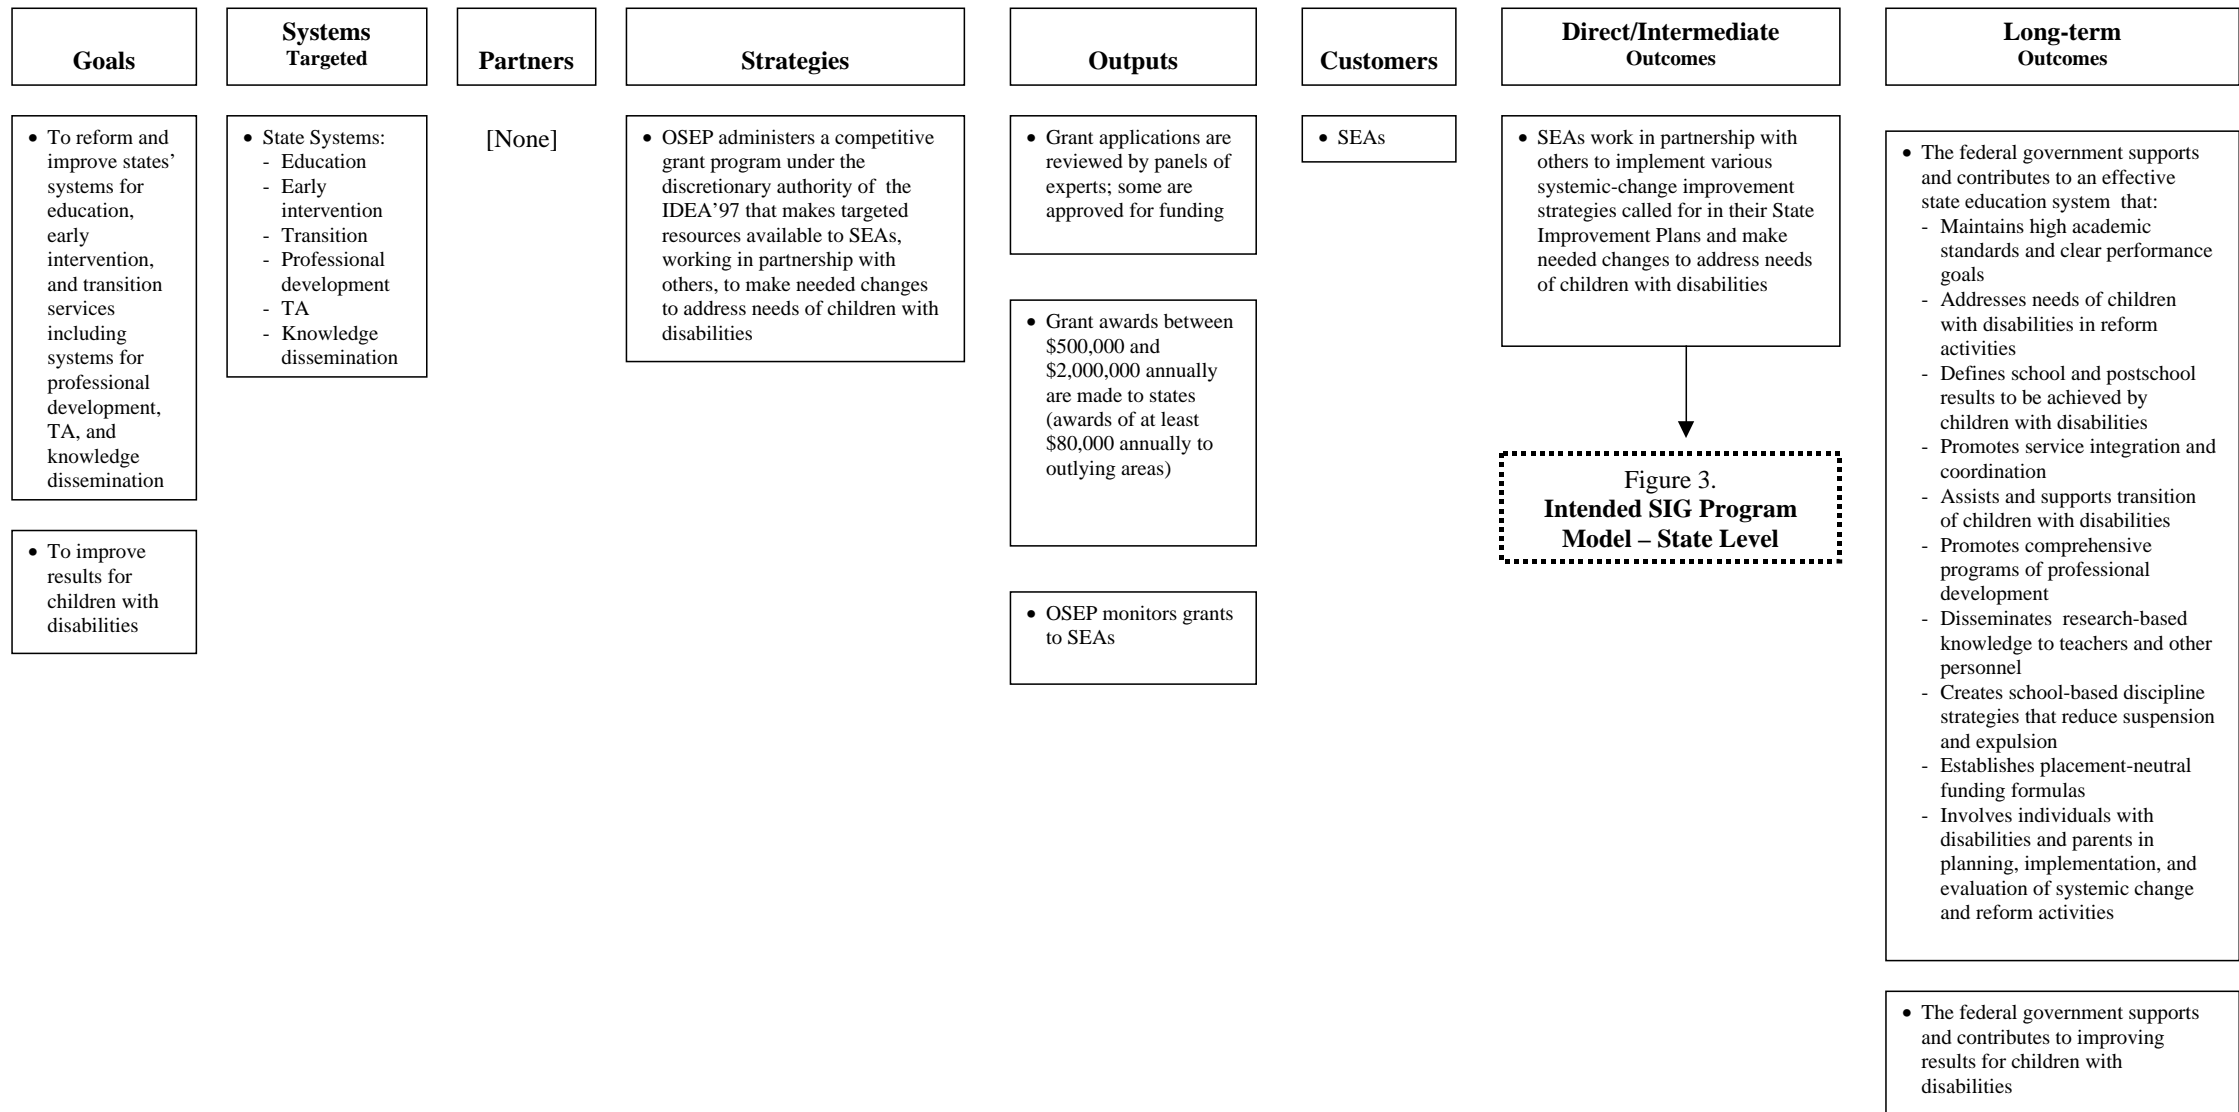 Goals
Systems
Targeted
Partners
Strategies
Outputs
Customers
Direct/Intermediate
Outcomes
Long-term
Outcomes
• To reform and
improve states’
systems for
education,
early
intervention,
and transition
services
including
systems for
professional
development,
TA, and
knowledge
dissemination
• To improve
results for
children with
disabilities
• State Systems:
- Education
- Early
intervention
- Transition
- Professional
development
- TA
- Knowledge
dissemination
[None]
• OSEP administers a competitive
grant program under the
discretionary authority of the
IDEA’97 that makes targeted
resources available to SEAs,
working in partnership with
others, to make needed changes
to address needs of children with
disabilities
• Grant applications are
reviewed by panels of
experts; some are
approved for funding
• Grant awards between
$500,000 and
$2,000,000 annually
are made to states
(awards of at least
$80,000 annually to
outlying areas)
• OSEP monitors grants
to SEAs
• SEAs
• SEAs work in partnership with
others to implement various
systemic-change improvement
strategies called for in their State
Improvement Plans and make
needed changes to address needs
of children with disabilities
Figure 3.
Intended SIG Program
Model – State Level
• The federal government supports
and contributes to an effective
state education system that:
- Maintains high academic
standards and clear performance
goals
- Addresses needs of children
with disabilities in reform
activities
- Defines school and postschool
results to be achieved by
children with disabilities
- Promotes service integration and
coordination
- Assists and supports transition
of children with disabilities
- Promotes comprehensive
programs of professional
development
- Disseminates research-based
knowledge to teachers and other
personnel
- Creates school-based discipline
strategies that reduce suspension
and expulsion
- Establishes placement-neutral
funding formulas
- Involves individuals with
disabilities and parents in
planning, implementation, and
evaluation of systemic change
and reform activities
• The federal government supports
and contributes to improving
results for children with
disabilities